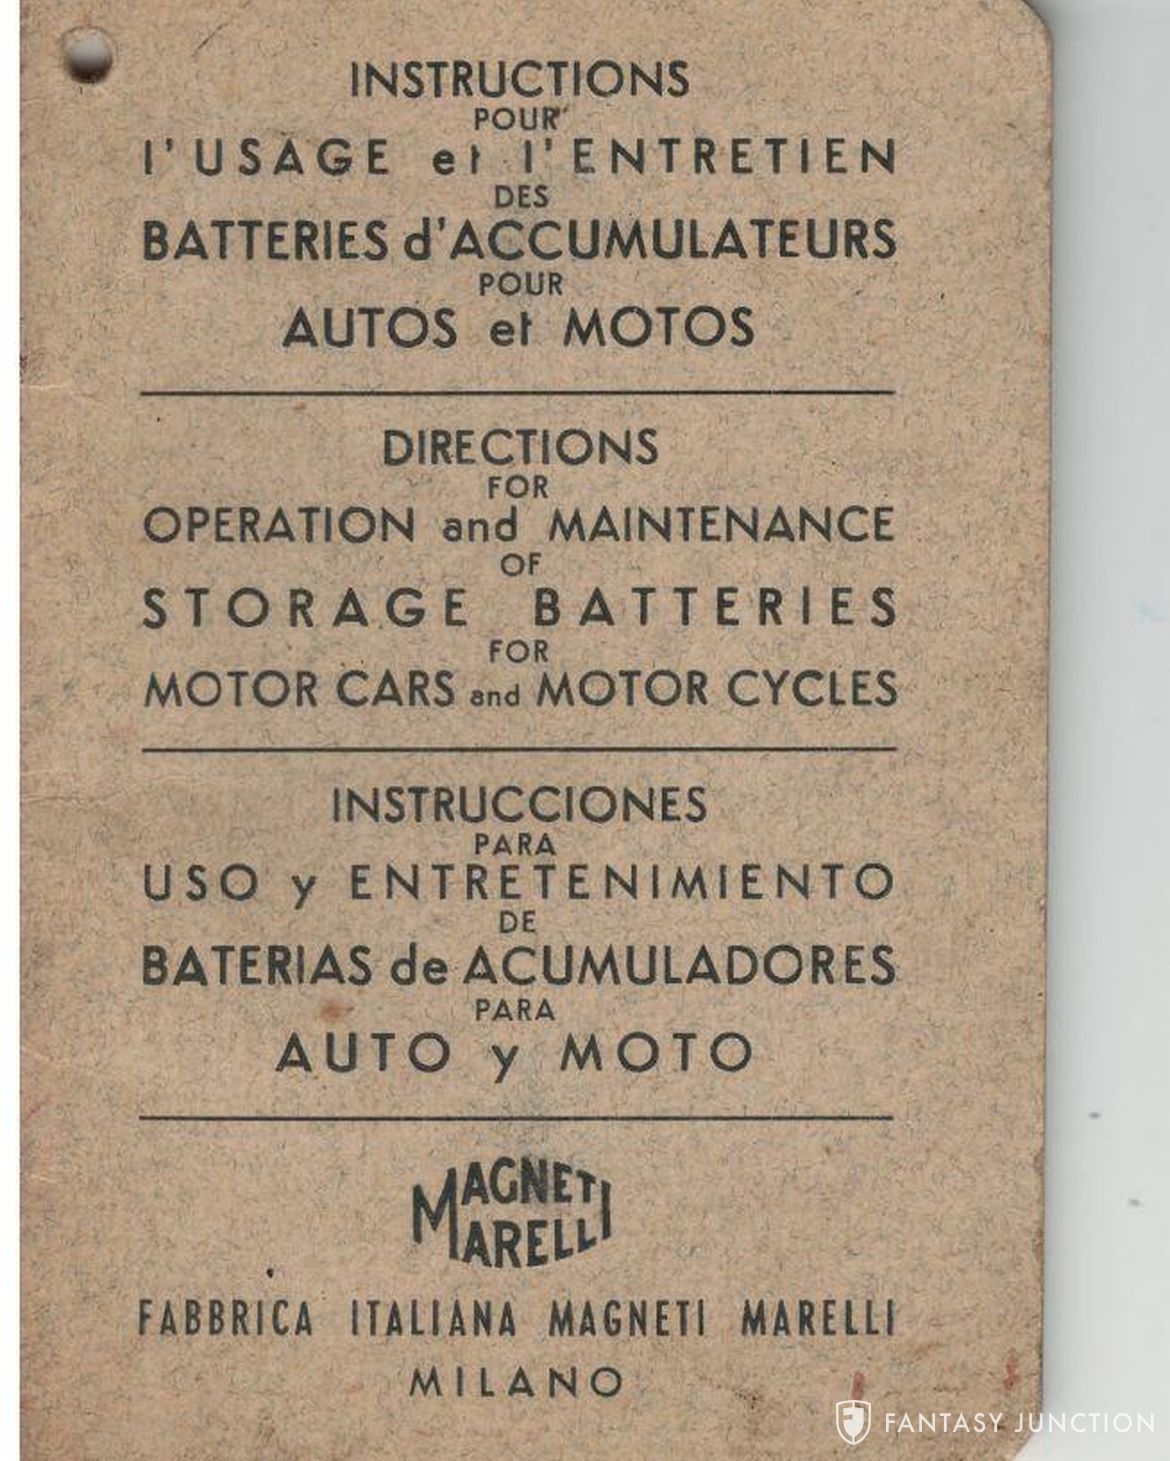 INSTRUCTIONS
POUR
l'USAGE et l'ENTRETIEN
DES
BATTERIES d'ACCUMULATEURS
POUR
AUTOS et MOTOS
DIRECTIONS
FOR
OPERATION and MAINTENANCE
OF
STORAGE BATTERIES
FOR
MOTOR CARS and MOTOR CYCLES
INSTRUCCIONES
PARA
USO y ENTRETENIMIENTO
DE
BATERIAS de ACUMULADORES
PARA
AUTO y MOTO
MAGNETI
MARELLI
FABBRICA ITALIANA MAGNETI MARELLI
MILANO
FANTASY JUNCTION